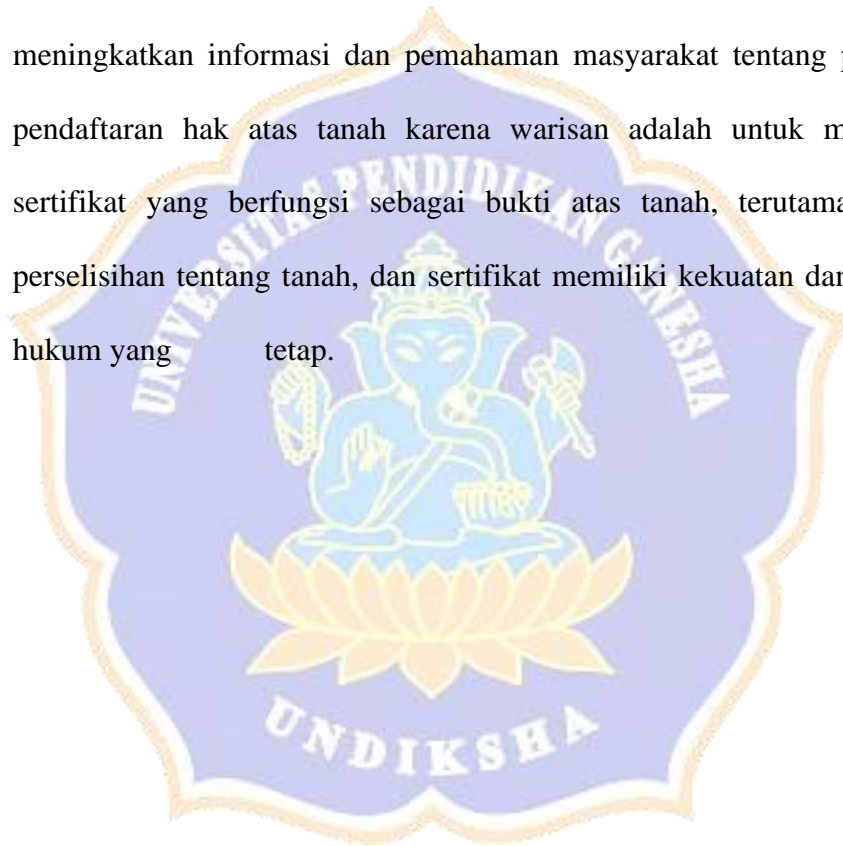 meningkatkan informasi dan pemahaman masyarakat tentang
pendaftaran hak atas tanah karena warisan adalah untuk
sertifikat yang berfungsi sebagai bukti atas tanah, terutama
perselisihan tentang tanah, dan sertifikat memiliki kekuatan
hukum yang tetap.
UNIVERSITAS PENDIDIKAN GANESHA
UNDIKSHA